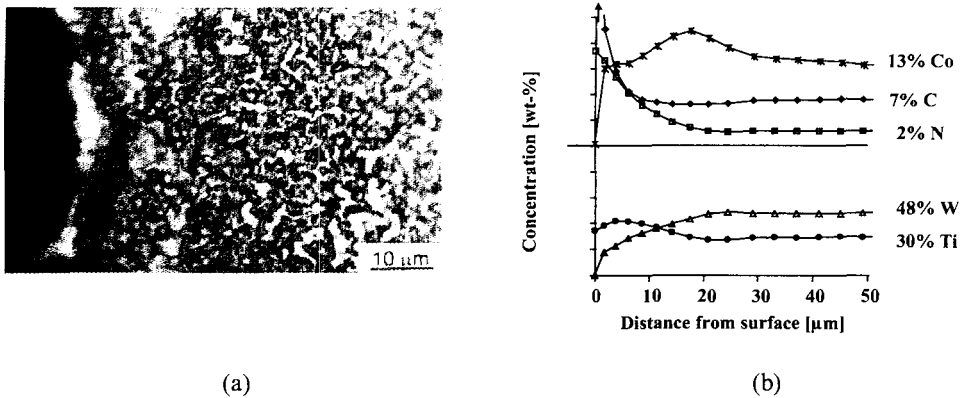 10 µm
(a)
Concentration [wt-%]
13% Co
7% C
2% N
48% W
30% Ti
0 10 20 30 40 50
Distance from surface [µm]
(b)